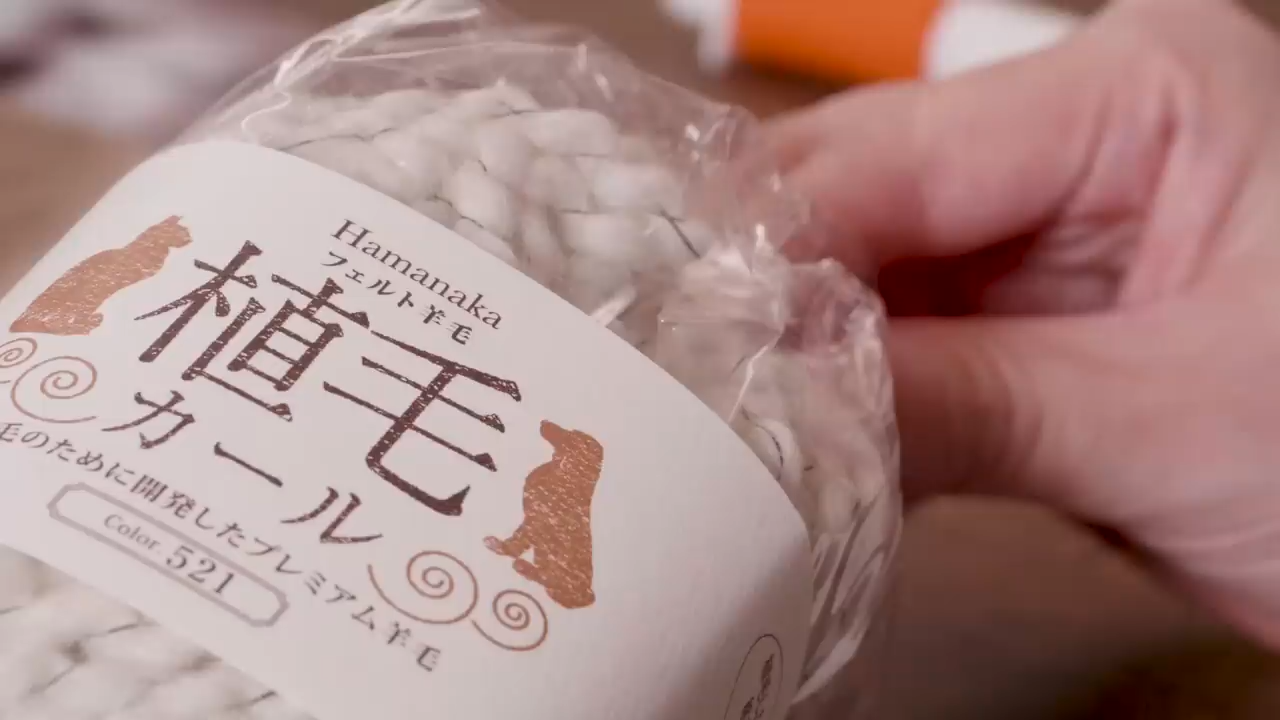 Hamanaka
フェルト羊毛
植毛
カール
毛のために開発したプレミアム羊毛
Color 521